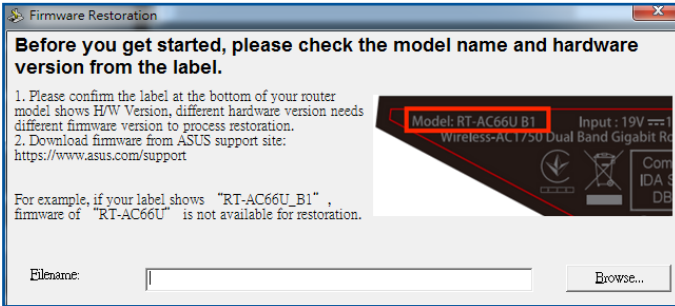 Firmware Restoration
Before you get started, please check the model name and hardware
version from the label.
1. Please confirm the label at the bottom of your router
model shows H/W Version, different hardware version needs
different firmware version to process restoration.
2. Download firmware from ASUS support site:
https://www.asus.com/support
For example, if your label shows “RT-AC66U_B1”,
firmware of “RT-AC66U” is not available for restoration.
Model: RT-AC66U B1 Input : 19V
Wireless-AC1750 Dual Band Gigabit
Com
IDA
DB
Filename:
Browse...